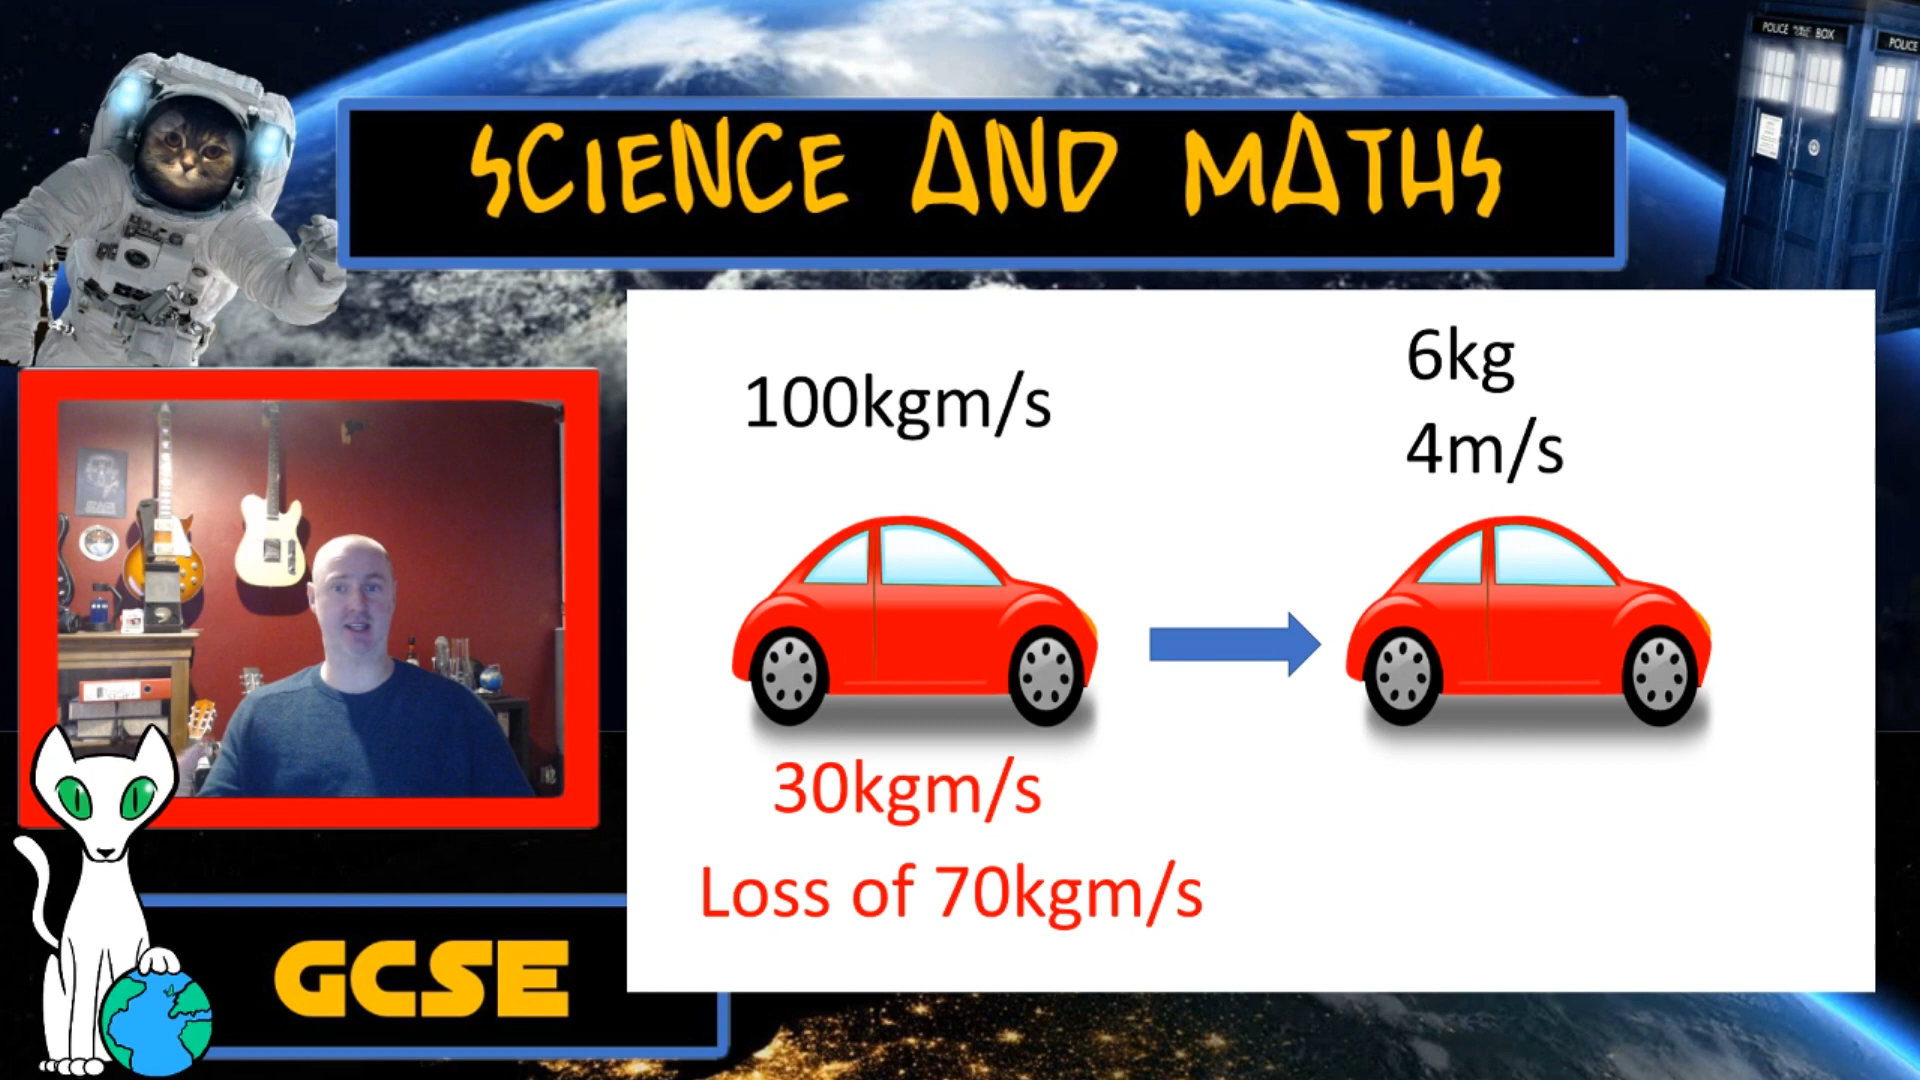 POLICE BOX
POLICE
SCIENCE AND MATHS
100kgm/s
6kg
4m/s
30kgm/s
Loss of 70kgm/s
GCSE